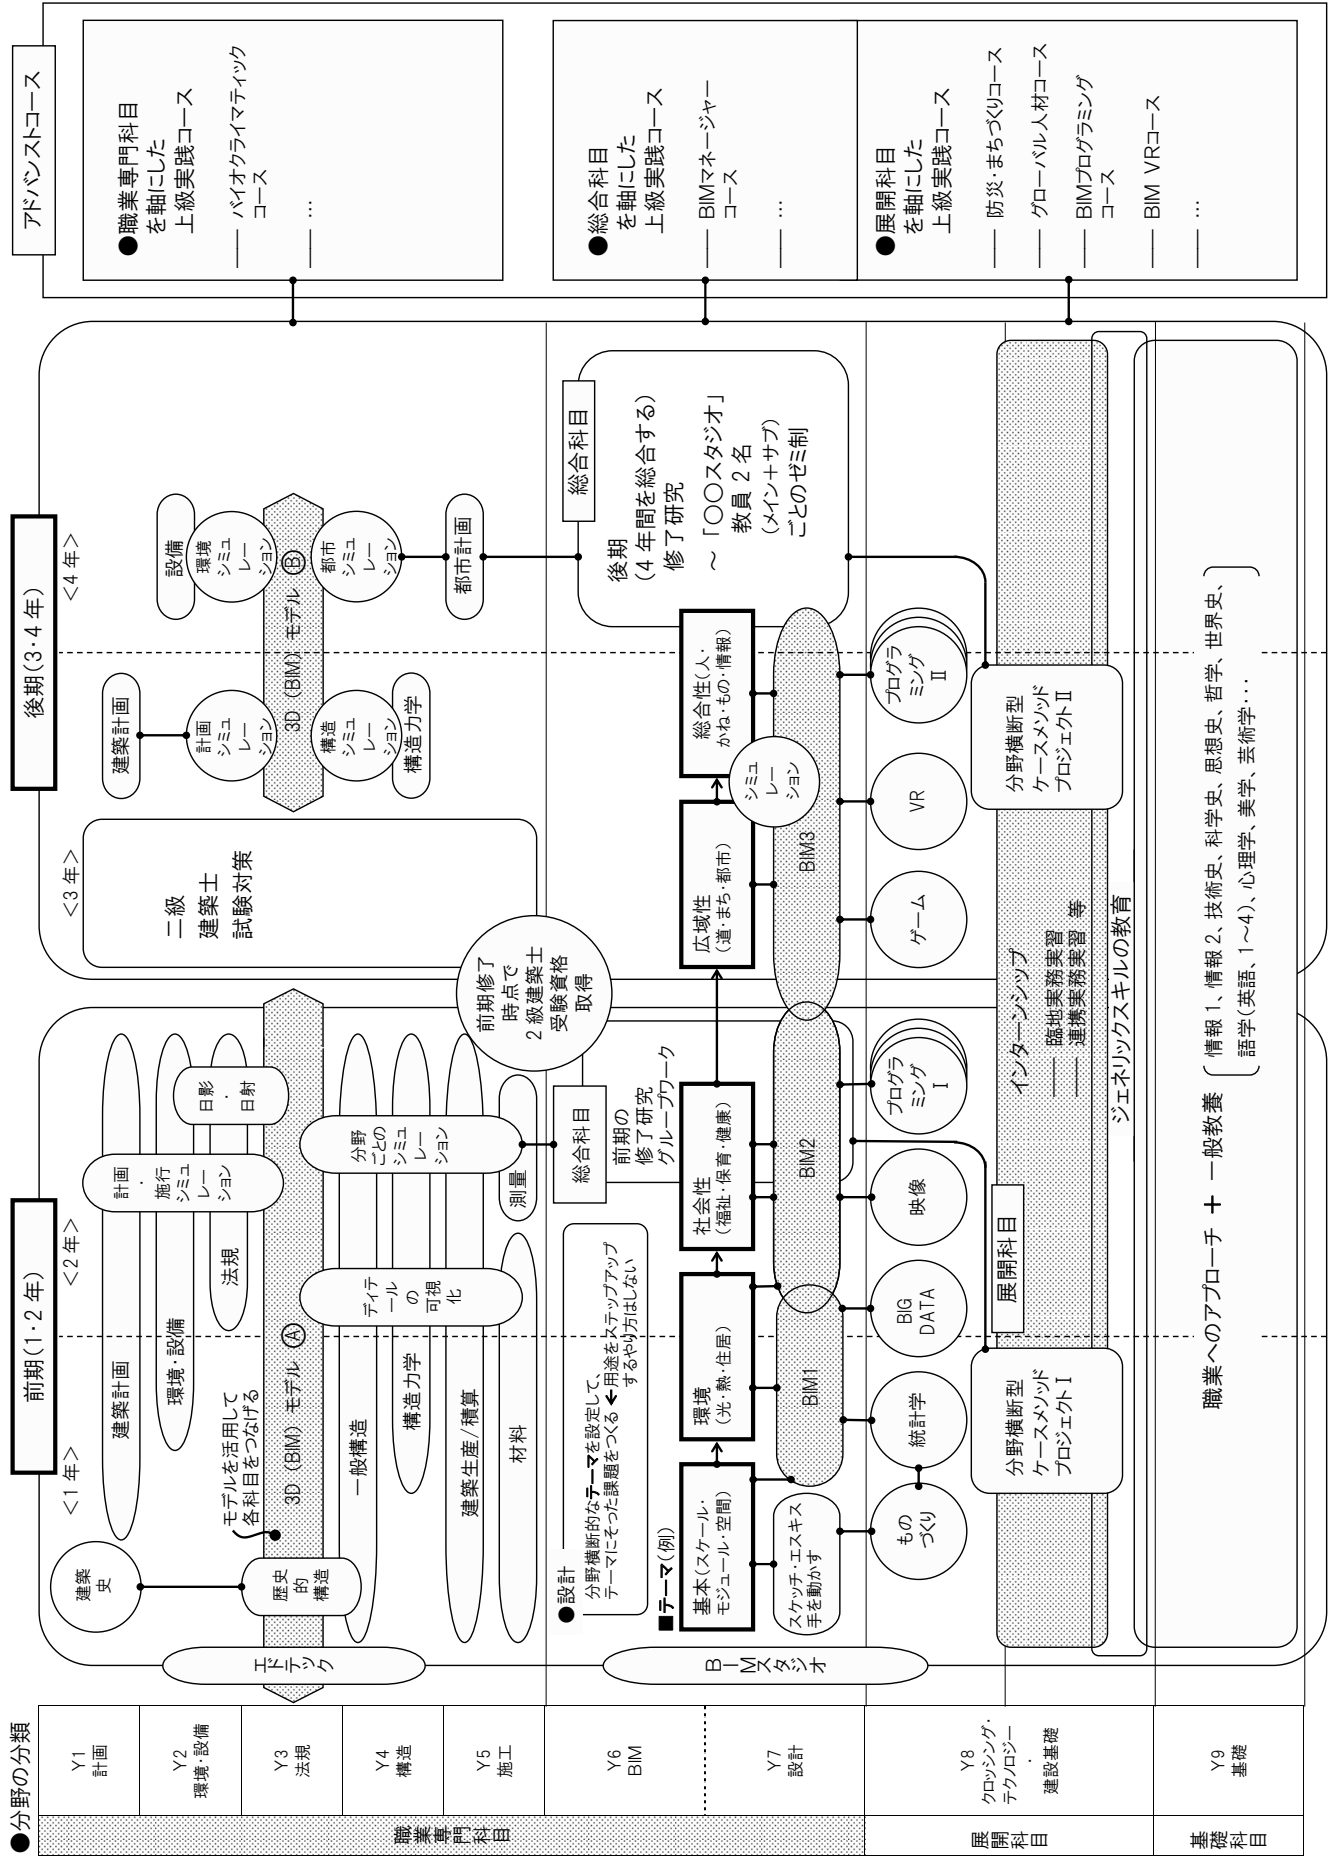 ●分野の分類
職業専門科目
展開科目
基礎科目
Y1
計画
Y2
環境・設備
Y3
法規
Y4
構造
Y5
施工
Y6
BIM
Y7
設計
Y8
クロッシング・
テクノロジー
・
建設基礎
Y9
基礎
前期(1・2 年)
<1 年>
<2 年>
後期(3・4 年)
<3 年>
<4 年>
アドバンストコース
エドテック
BIMスタジオ
建築
史
歴史
的
構造
建築計画
環境・設備
法規
計画
・
施行
シミュ
レー
ション
日影
・
日射
モデルを活用して
各科目をつなげる
3D (BIM) モデル Ⓐ
一般構造
構造力学
建築生産/積算
材料
測量
ディテ
ール
の
可視
化
分野
ごとの
シミュ
レー
ション
二級
建築士
試験対策
前期修了
時点で
2 級建築士
受験資格
取得
建築計画
計画
シミュ
レー
ション
3D (BIM) モデル Ⓑ
構造
シミュ
レー
ション
構造力学
設備
環境
シミュ
レー
ション
都市
シミュ
レー
ション
都市計画
●設計
分野横断的なテーマを設定して、
テーマにそった課題をつくる ←用途をステップアップ
するやり方はしない
総合科目
前期の
修了研究
グループワーク
総合科目
後期
(4 年間を総合する)
修了研究
~「〇〇スタジオ」
教員 2 名
(メイン+サブ)
ごとのゼミ制
■テーマ(例)
基本(スケール・
モジュール・空間)
環境
(光・熱・住居)
社会性
(福祉・保育・健康)
広域性
(道・まち・都市)
総合性(人・
かね・もの・情報)
スケッチ・エスキス
手を動かす
BIM1
BIM2
BIM3
シミュ
レー
ション
もの
づくり
統計学
BIG
DATA
映像
プログラ
ミング
Ⅰ
ゲーム
VR
プログラ
ミング
Ⅱ
展開科目
分野横断型
ケースメソッド
プロジェクトⅠ
インターンシップ
―― 臨地実務実習
―― 連携実務実習 等
分野横断型
ケースメソッド
プロジェクトⅡ
ジェネリックスキルの教育
職業へのアプローチ + 一般教養
情報 1、情報 2、技術史、科学史、思想史、哲学、世界史、
語学(英語、1~4)、心理学、美学、芸術学・・・
●職業専門科目
を軸にした
上級実践コース
―― バイオクライマティック
コース
―― …
●総合科目
を軸にした
上級実践コース
―― BIMマネージャー
コース
―― …
●展開科目
を軸にした
上級実践コース
―― 防災・まちづくりコース
―― グローバル人材コース
―― BIMプログラミング
コース
―― BIM VRコース
―― …